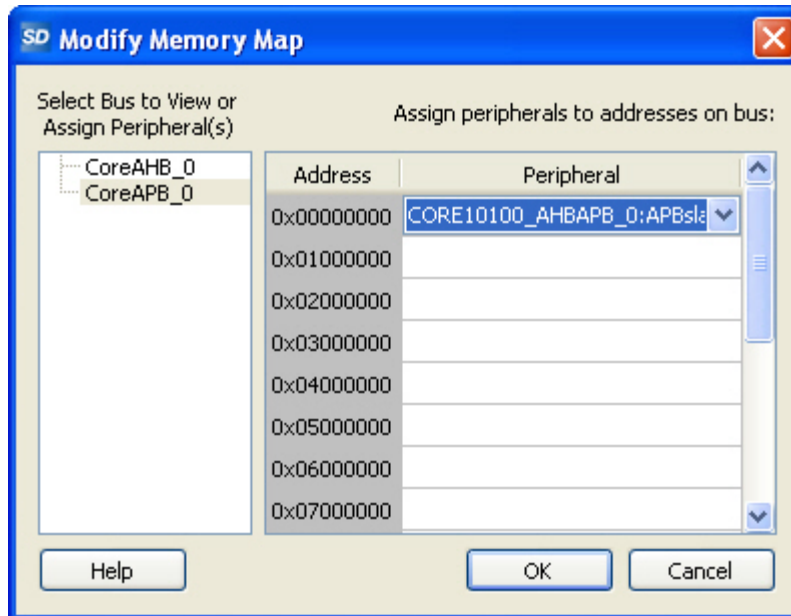 SD Modify Memory Map
Select Bus to View or
Assign Peripheral(s)
Assign peripherals to addresses on bus:
CoreAHB_0
CoreAPB_0
Address Peripheral
0x00000000 CORE10100_AHBAPB_0:APBsla
0x01000000
0x02000000
0x03000000
0x04000000
0x05000000
0x06000000
0x07000000
Help OK Cancel